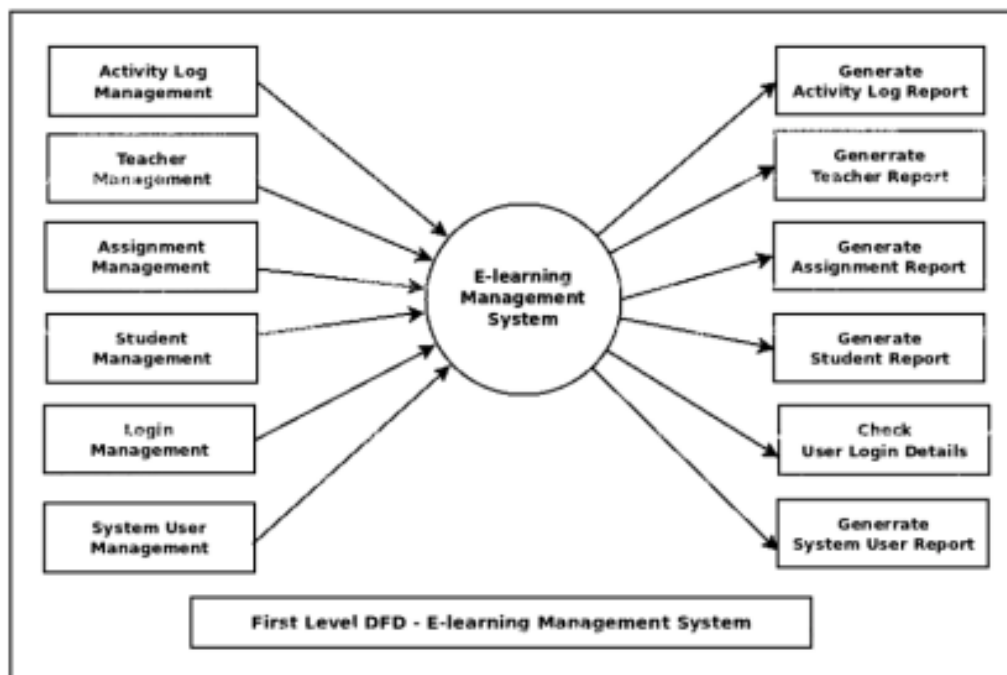 Activity Log
Management
Teacher
Management
Assignment
Management
Student
Management
Login
Management
System User
Management
E-learning
Management
System
Generate
Activity Log Report
Generrate
Teacher Report
Generate
Assignment Report
Generate
Student Report
Check
User Login Details
Generrate
System User Report
First Level DFD - E-learning Management System